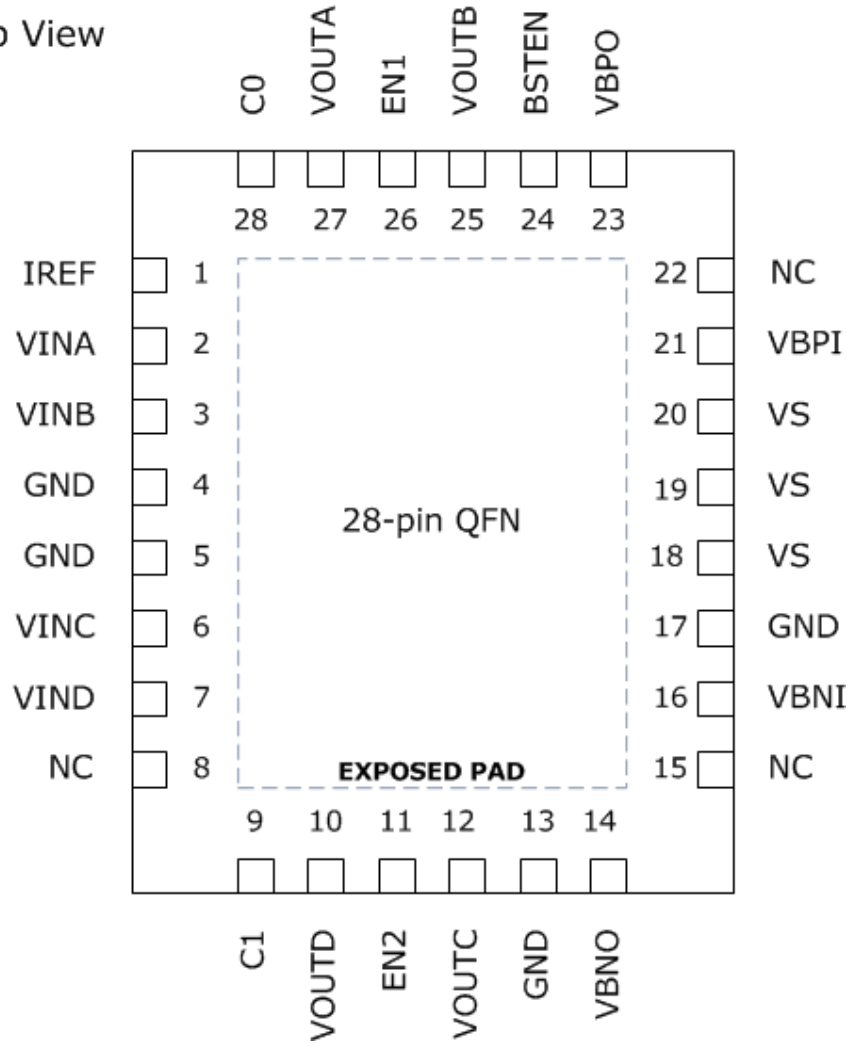 View
C0 VOUTA EN1 VOUTB BSTEN VBPO
28 27 26 25 24 23
IREF 1 22 NC
VINA 2 21 VBPI
VINB 3 20 VS
GND 4 19 VS
28-pin QFN
GND 5 18 VS
VINC 6 17 GND
VIND 7 16 VBNI
NC 8 EXPOSED PAD 15 NC
9 10 11 12 13 14
C1 VOUTD EN2 VOUTC GND VBNO